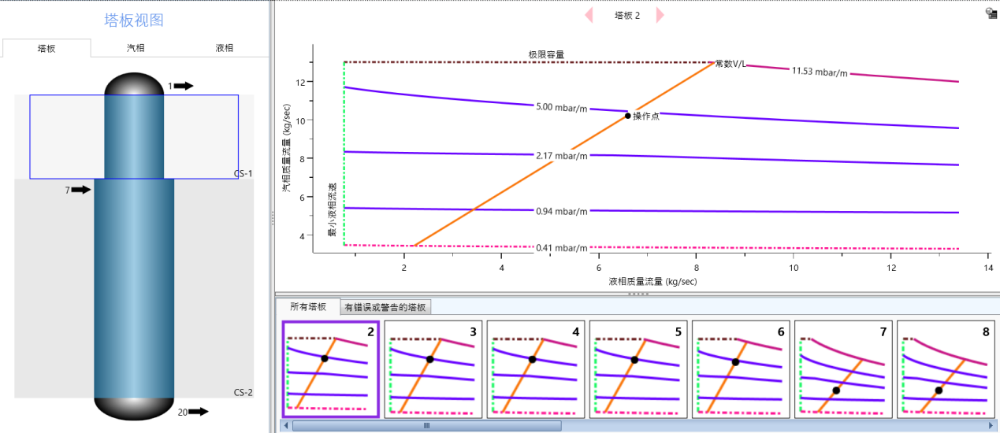 塔板视图
塔板 汽相 液相
1
CS-1
7
CS-2
20
塔板 2
极限容量
常数V/L
11.53 mbar/m
5.00 mbar/m
操作点
2.17 mbar/m
0.94 mbar/m
0.41 mbar/m
最小液相流速
汽相质量流量 (kg/sec)
12
10
8
6
4
2 4 6 8 10 12 14
液相质量流量 (kg/sec)
所有塔板 有错误或警告的塔板
2 3 4 5 6 7 8